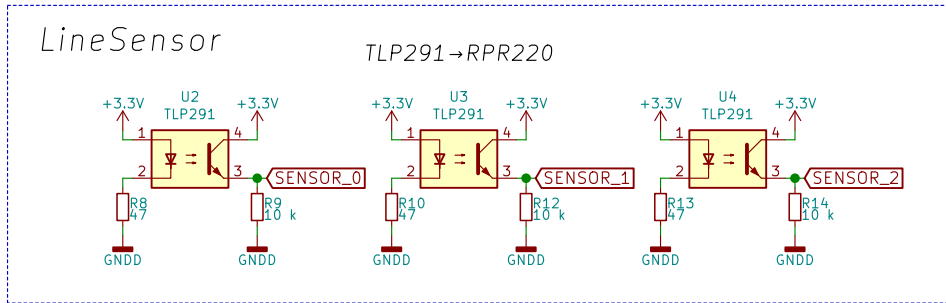 LineSensor
TLP291→RPR220
U2
TLP291
+3.3V
+3.3V
1
4
2
3
SENSOR_0
R8
47
R9
10 k
GNDD
GNDD
U3
TLP291
+3.3V
+3.3V
1
4
2
3
SENSOR_1
R10
47
R12
10 k
GNDD
GNDD
U4
TLP291
+3.3V
+3.3V
1
4
2
3
SENSOR_2
R13
47
R14
10 k
GNDD
GNDD